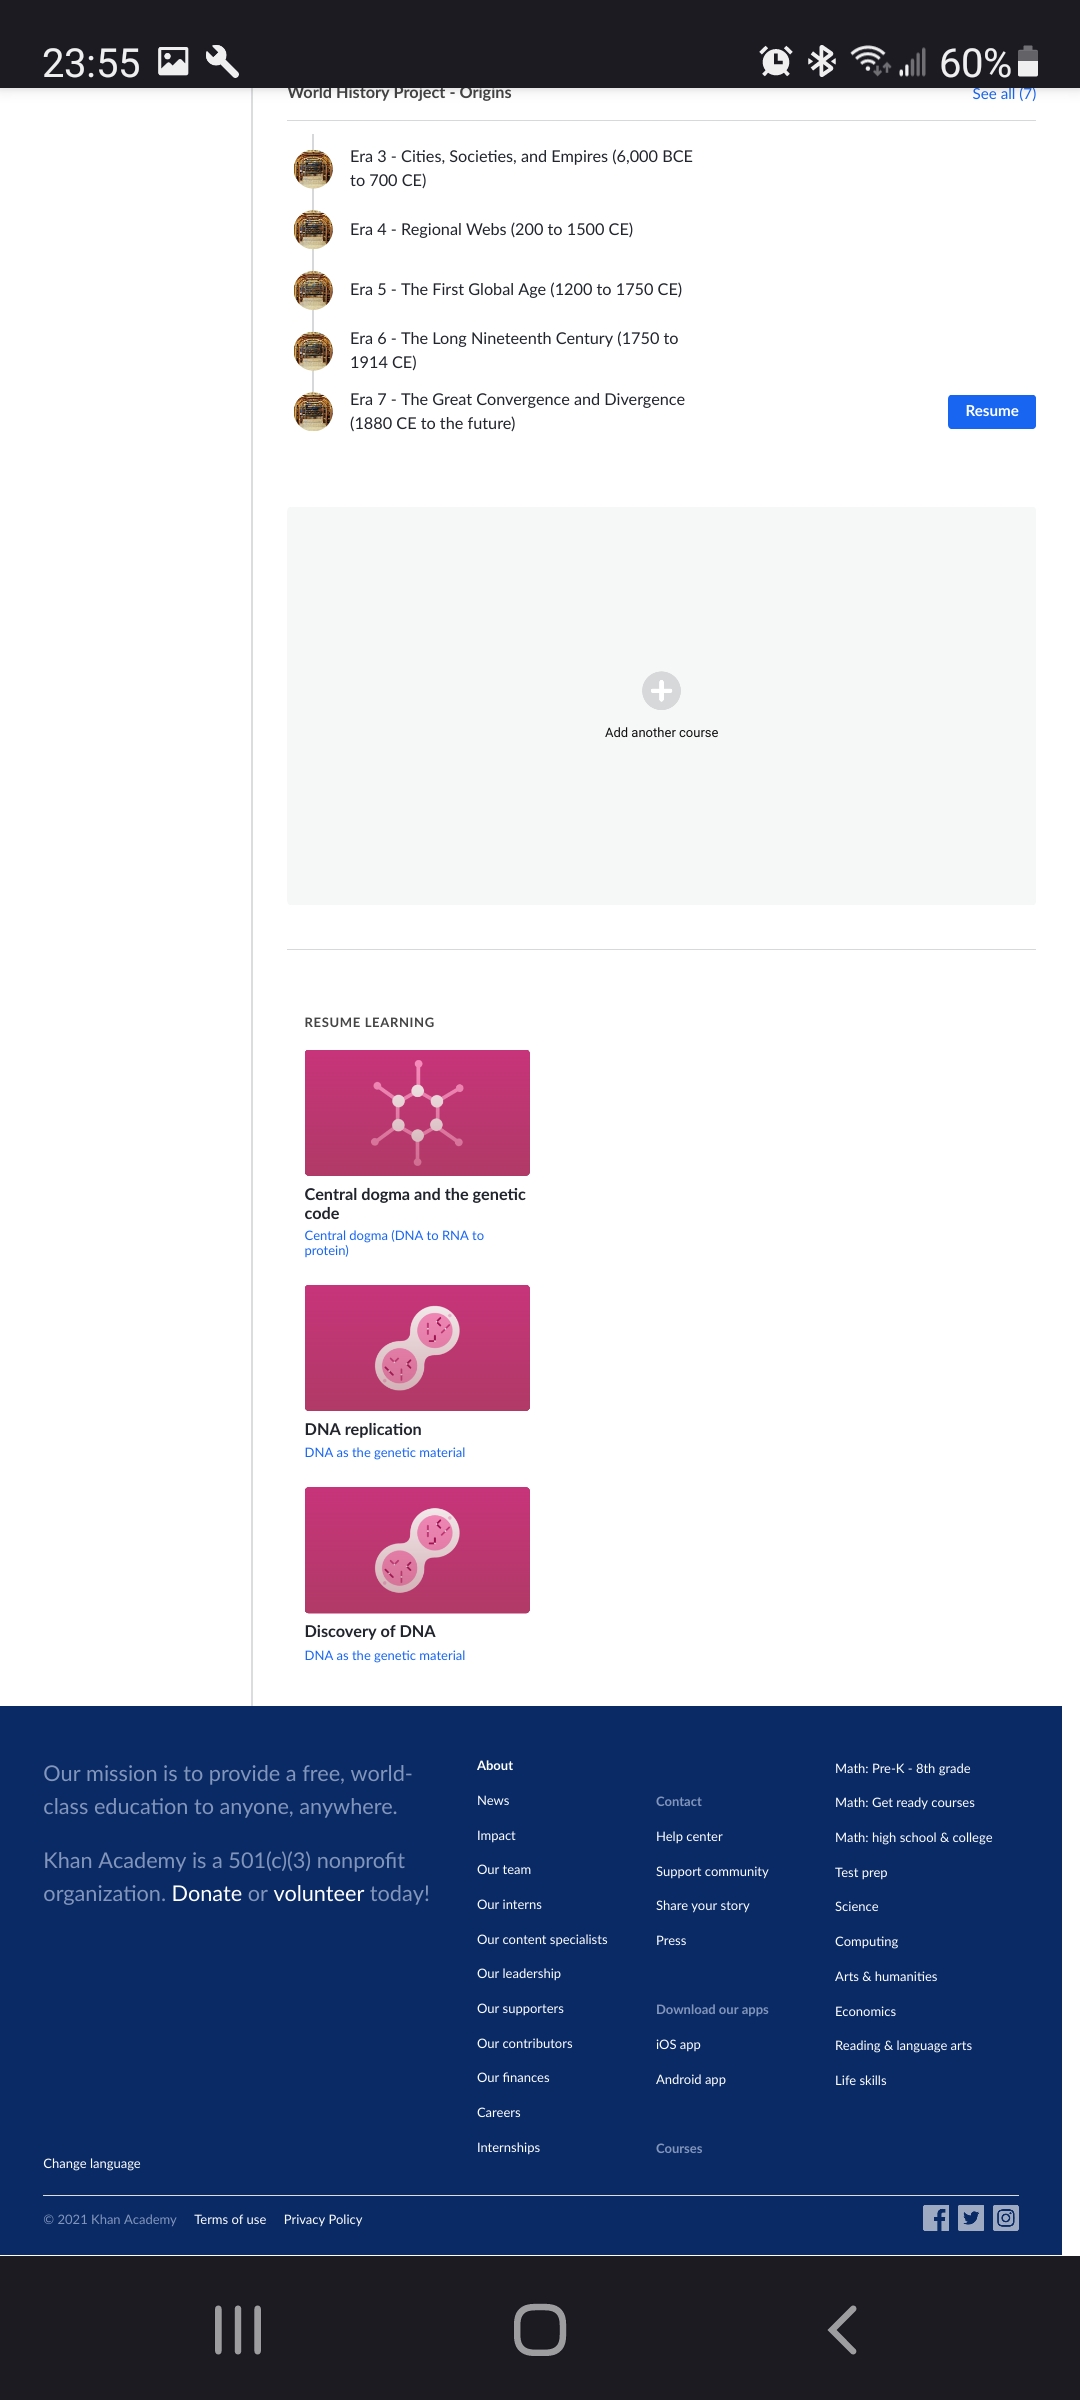 23:55
60%
World History Project - Origins
See all (7)
Era 3 - Cities, Societies, and Empires (6,000 BCE
to 700 CE)
Era 4 - Regional Webs (200 to 1500 CE)
Era 5 - The First Global Age (1200 to 1750 CE)
Era 6 - The Long Nineteenth Century (1750 to
1914 CE)
Era 7 - The Great Convergence and Divergence
(1880 CE to the future)
Resume
Add another course
RESUME LEARNING
Central dogma and the genetic
code
Central dogma (DNA to RNA to
protein)
DNA replication
DNA as the genetic material
Discovery of DNA
DNA as the genetic material
Our mission is to provide a free, world-
class education to anyone, anywhere.
Khan Academy is a 501(c)(3) nonprofit
organization. Donate or volunteer today!
Change language
About
News
Impact
Our team
Our interns
Our content specialists
Our leadership
Our supporters
Our contributors
Our finances
Careers
Internships
Contact
Help center
Support community
Share your story
Press
Download our apps
iOS app
Android app
Courses
Math: Pre-K - 8th grade
Math: Get ready courses
Math: high school & college
Test prep
Science
Computing
Arts & humanities
Economics
Reading & language arts
Life skills
© 2021 Khan Academy
Terms of use
Privacy Policy